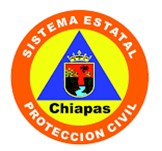 SISTEMA ESTATAL
Chiapas
PROTECCION CIVIL